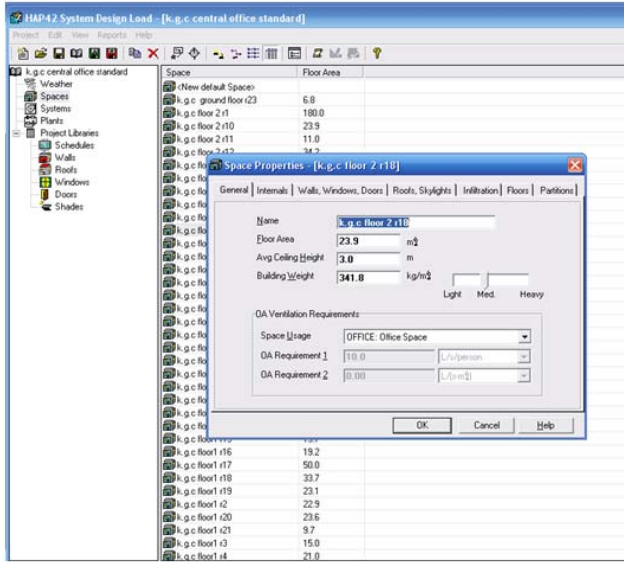 HAP42 System Design Load - [k.g.c central office standard]
Project Edit View Reports Help
k.g.c central office standard
Weather
Spaces
Systems
Plants
Project Libraries
Schedules
Walls
Roofs
Windows
Doors
Shades
Space Floor Area
<New default Space>
k.g.c ground floor r23 6.8
k.g.c floor 2 r1 180.0
k.g.c floor 2 r10 23.9
k.g.c floor 2 r11 11.0
k.g.c floor 2 r12 34.2
Space Properties - [k.g.c floor 2 r18]
General Internals Walls, Windows, Doors Roofs, Skylights Infiltration Floors Partitions
Name k.g.c floor 2 r18
Floor Area 23.9 m²
Avg Ceiling Height 3.0 m
Building Weight 341.8 kg/m²
Light Med. Heavy
OA Ventilation Requirements
Space Usage OFFICE: Office Space
OA Requirement 1 10.0 L/s/person
OA Requirement 2 0.00 L/(s-m²)
OK Cancel Help
k.g.c floor1 r16 19.2
k.g.c floor1 r17 50.0
k.g.c floor1 r18 33.7
k.g.c floor1 r19 23.1
k.g.c floor1 r2 22.9
k.g.c floor1 r20 23.6
k.g.c floor1 r21 9.7
k.g.c floor1 r3 15.0
k.g.c floor1 r4 21.0